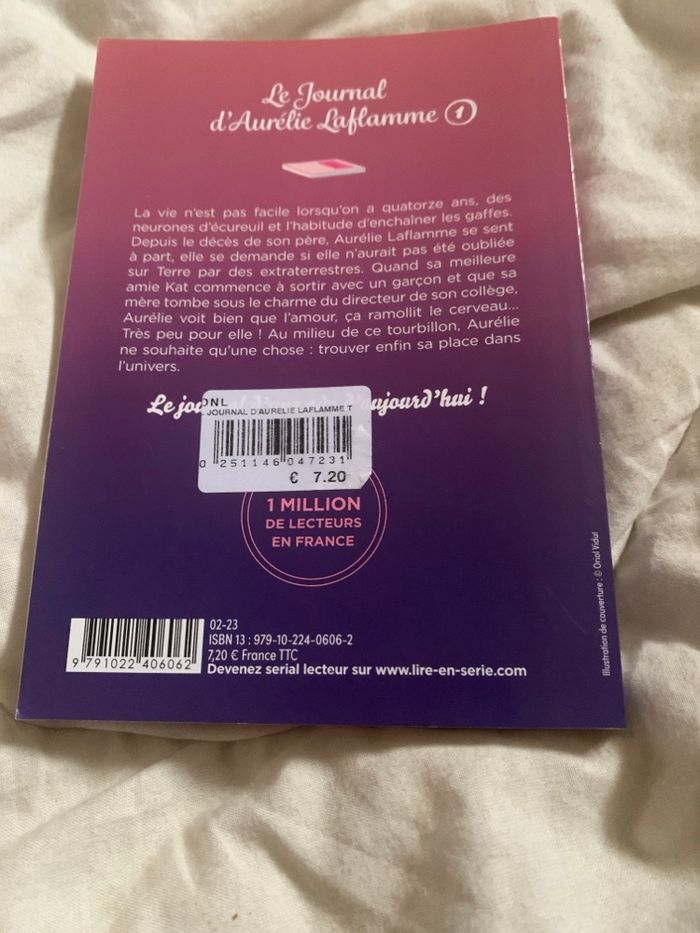 Le Journal
d'Aurélie Laflamme 1
La vie n'est pas facile lorsqu'on a quatorze ans, des
neurones d'écureuil et l'habitude d'enchaîner les gaffes.
Depuis le décès de son père, Aurélie Laflamme se sent
à part, elle se demande si elle n'aurait pas été oubliée
sur Terre par des extraterrestres. Quand sa meilleure
amie Kat commence à sortir avec un garçon et que sa
mère tombe sous le charme du directeur de son collège,
Aurélie voit bien que l'amour, ça ramollit le cerveau...
Très peu pour elle ! Au milieu de ce tourbillon, Aurélie
ne souhaite qu'une chose : trouver enfin sa place dans
l'univers.
Le jou d'aujourd'hui !
DNL
JOURNAL D'AURELIE LAFLAMME T
0 251146 047231
€ 7.20
1 MILLION
DE LECTEURS
EN FRANCE
9 791022 406062
02-23
ISBN 13 : 979-10-224-0606-2
7,20 € France TTC
Devenez serial lecteur sur www.lire-en-serie.com
Illustration de couverture : © Oriol Vidal